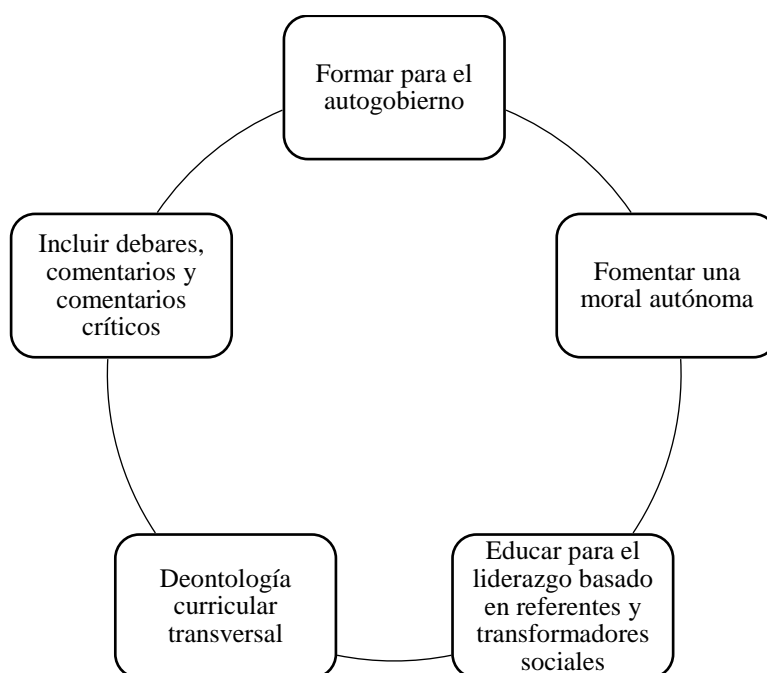 Formar para el
autogobierno
Fomentar una
moral autónoma
Educar para el
liderazgo basado
en referentes y
transformadores
sociales
Deontología
curricular
transversal
Incluir debares,
comentarios y
comentarios
críticos